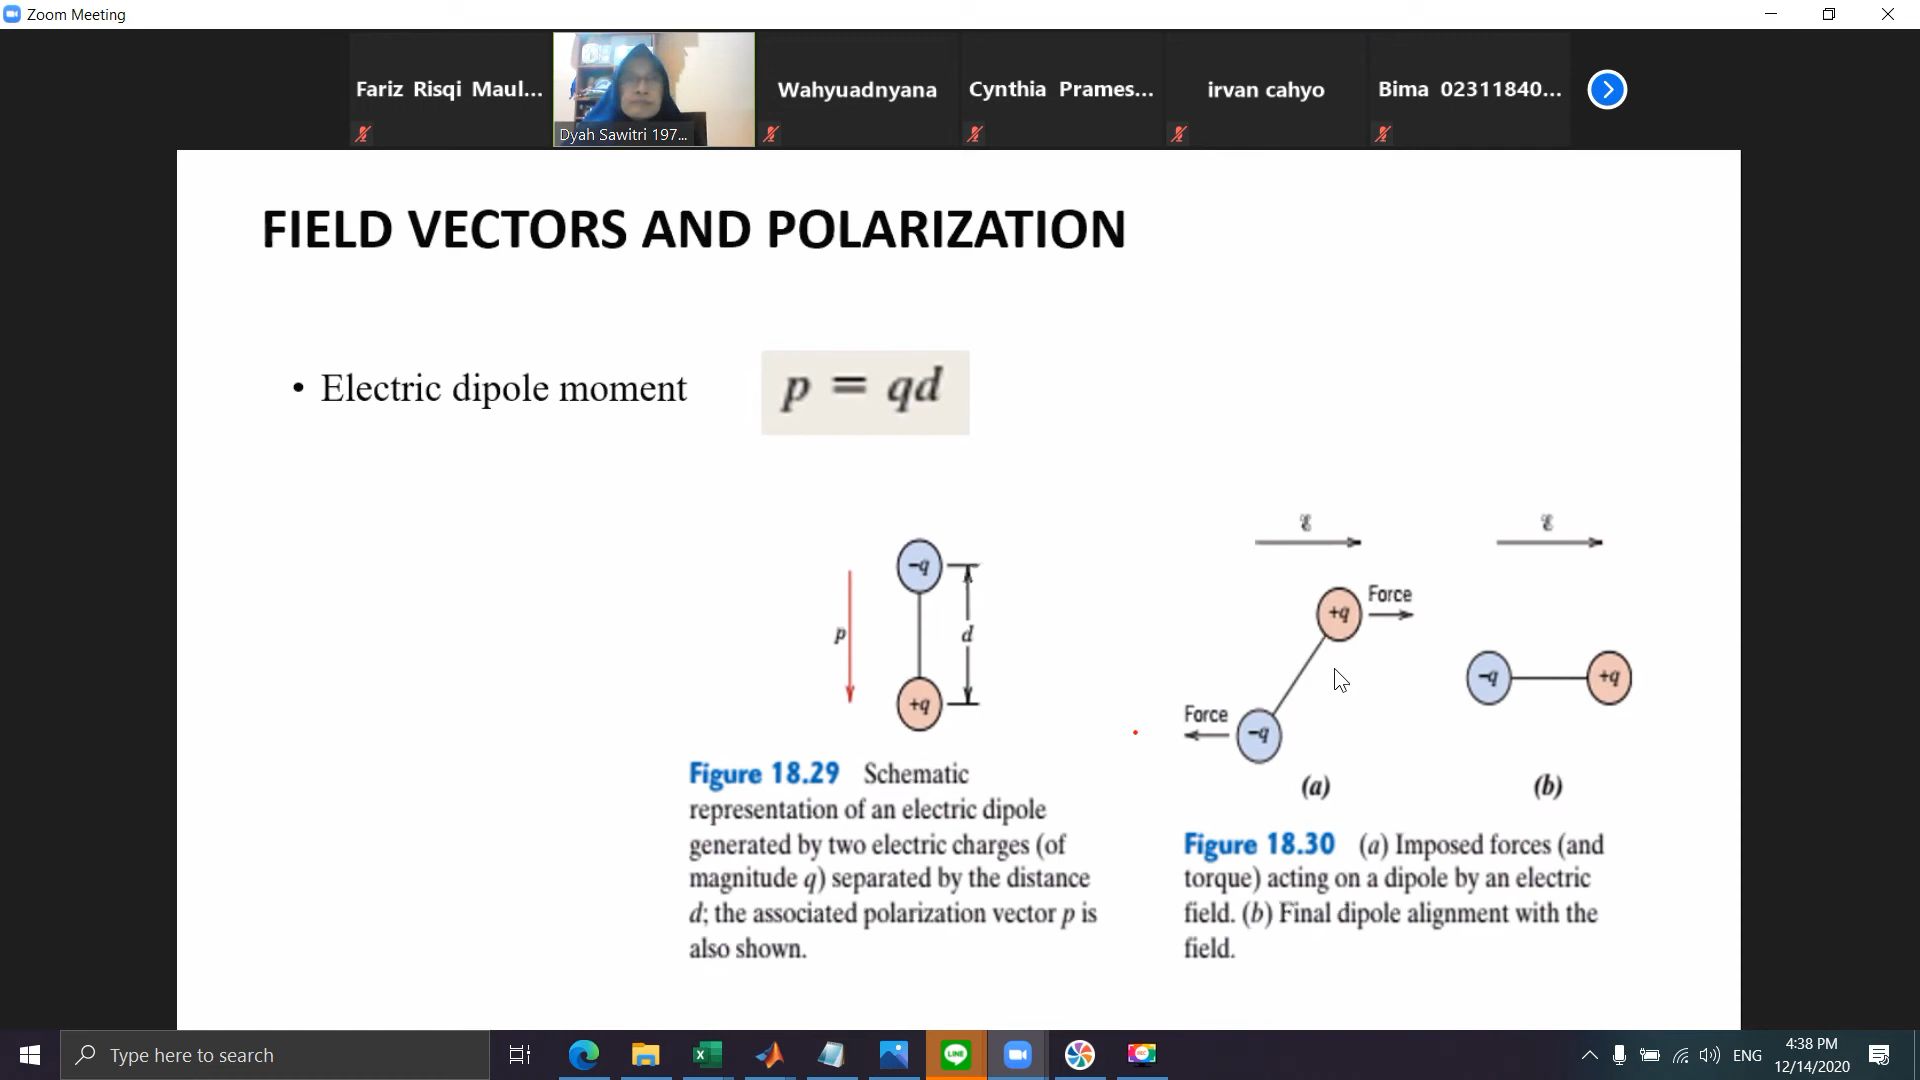 Zoom Meeting
Fariz Risqi Maul...
Dyah Sawitri 197...
Wahyuadnyana
Cynthia Prames...
irvan cahyo
Bima 02311840...
FIELD VECTORS AND POLARIZATION
• Electric dipole moment
p = qd
-q
p
d
+q
Figure 18.29 Schematic
representation of an electric dipole
generated by two electric charges (of
magnitude q) separated by the distance
d; the associated polarization vector p is
also shown.
ℰ
+q
Force
Force
-q
(a)
ℰ
-q
+q
(b)
Figure 18.30 (a) Imposed forces (and
torque) acting on a dipole by an electric
field. (b) Final dipole alignment with the
field.
Type here to search
LINE
REC
ENG
4:38 PM
12/14/2020